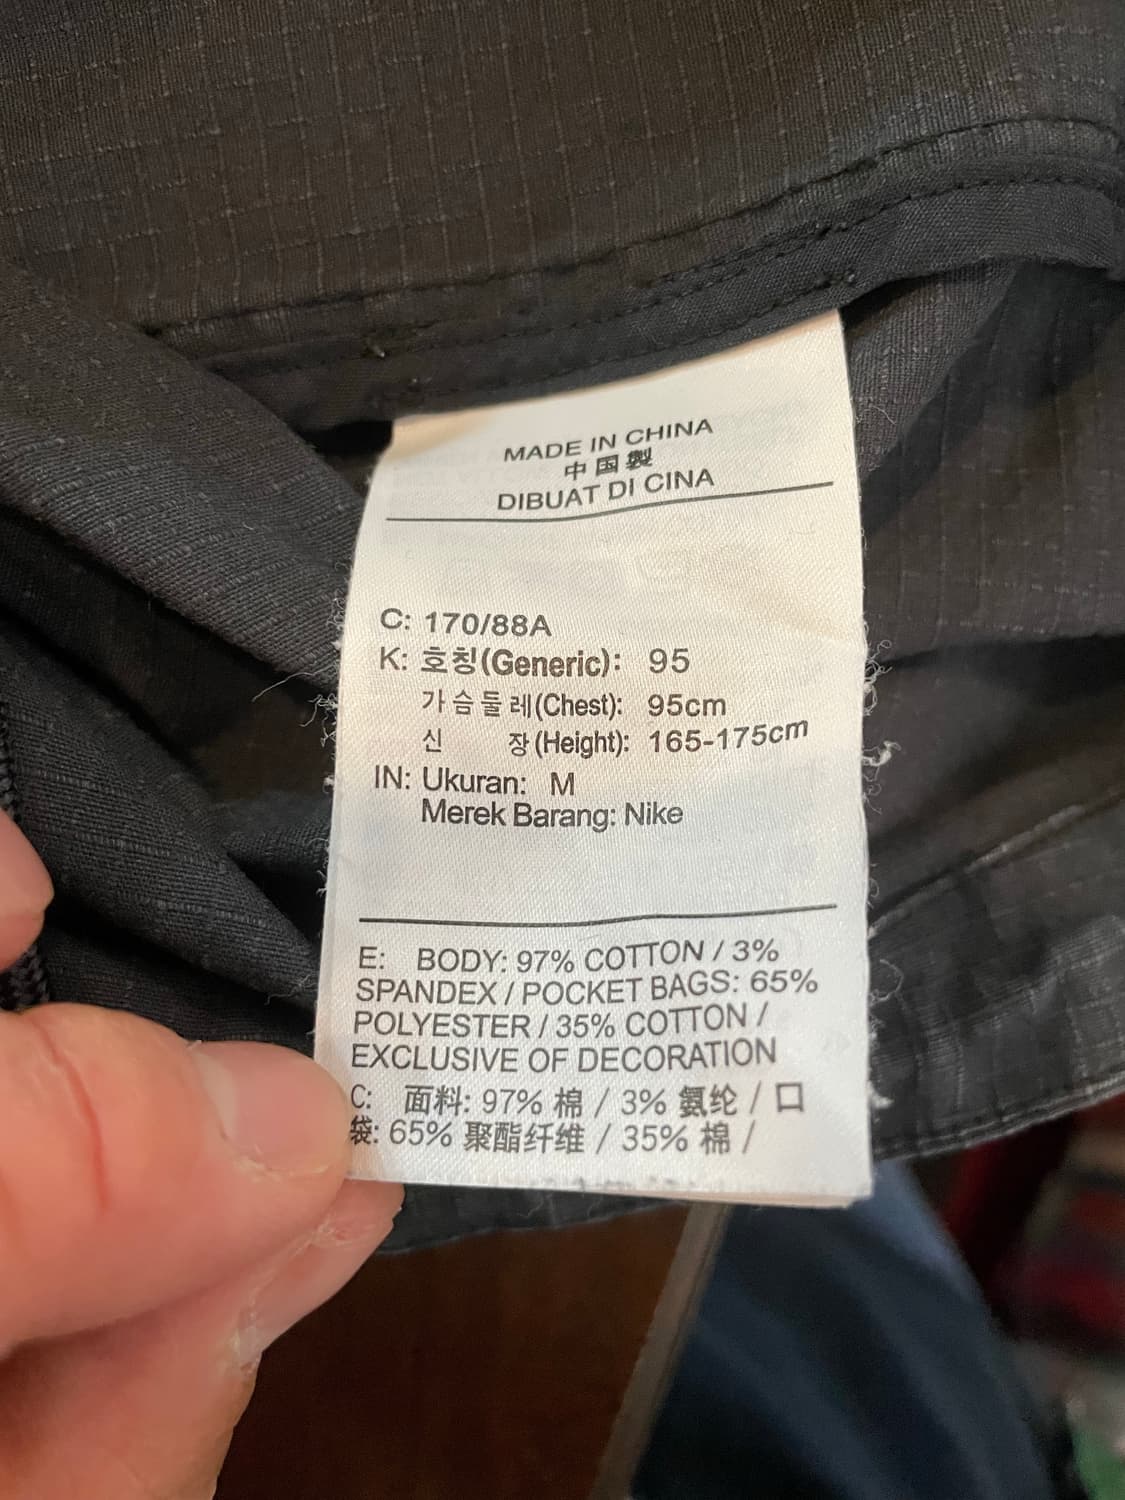 MADE IN CHINA
中国製
DIBUAT DI CINA
C: 170/88A
K: 호칭(Generic): 95
가슴둘레(Chest): 95cm
신 장(Height): 165-175cm
IN: Ukuran: M
Merek Barang: Nike
E: BODY: 97% COTTON / 3%
SPANDEX / POCKET BAGS: 65%
POLYESTER / 35% COTTON /
EXCLUSIVE OF DECORATION
C: 面料: 97% 棉 / 3% 氨纶 / 口
袋: 65% 聚酯纤维 / 35% 棉 /